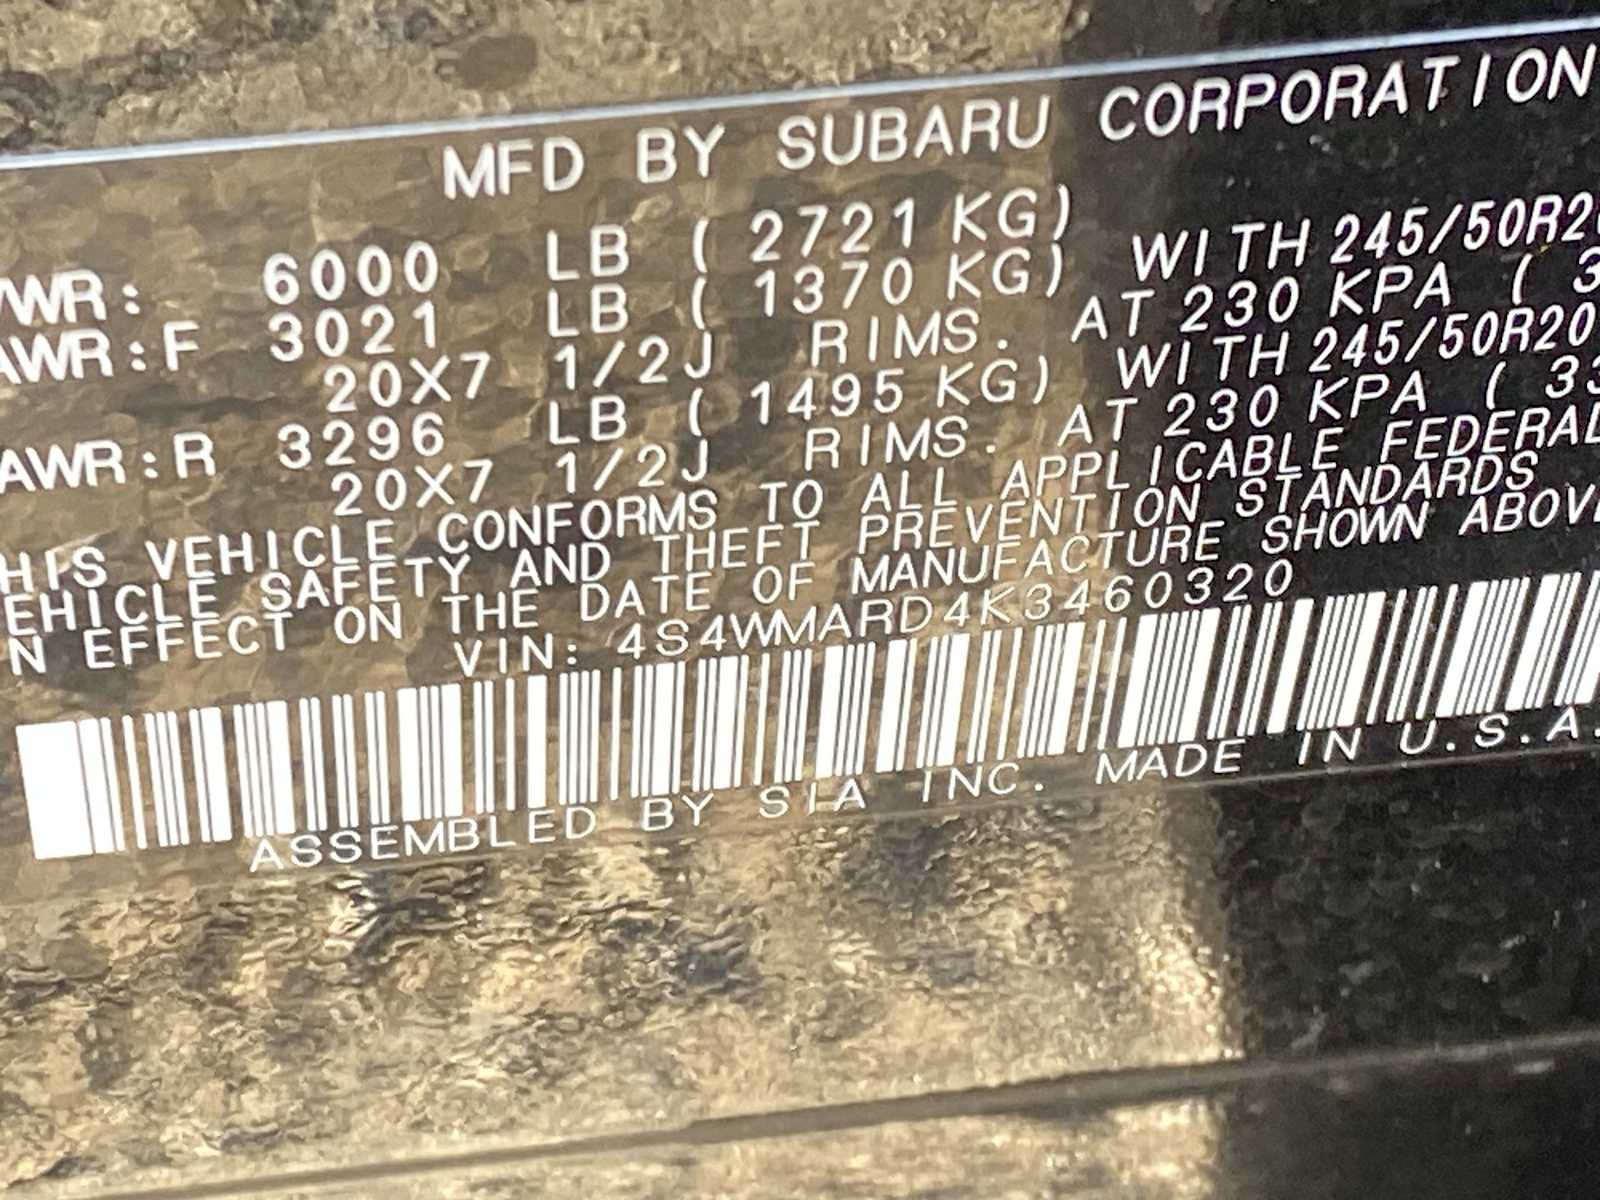 MFD BY SUBARU CORPORATION
VWR: 6000 LB ( 2721 KG)
AWR:F 3021 LB ( 1370 KG) WITH 245/50R20
20X7 1/2J RIMS. AT 230 KPA ( 3
AWR:R 3296 LB ( 1495 KG) WITH 245/50R20
20X7 1/2J RIMS. AT 230 KPA ( 33
HIS VEHICLE CONFORMS TO ALL APPLICABLE FEDERAL
EHICLE SAFETY AND THEFT PREVENTION STANDARDS
N EFFECT ON THE DATE OF MANUFACTURE SHOWN ABOVE
VIN: 4S4WMARD4K3460320
ASSEMBLED BY SIA INC. MADE IN U.S.A.